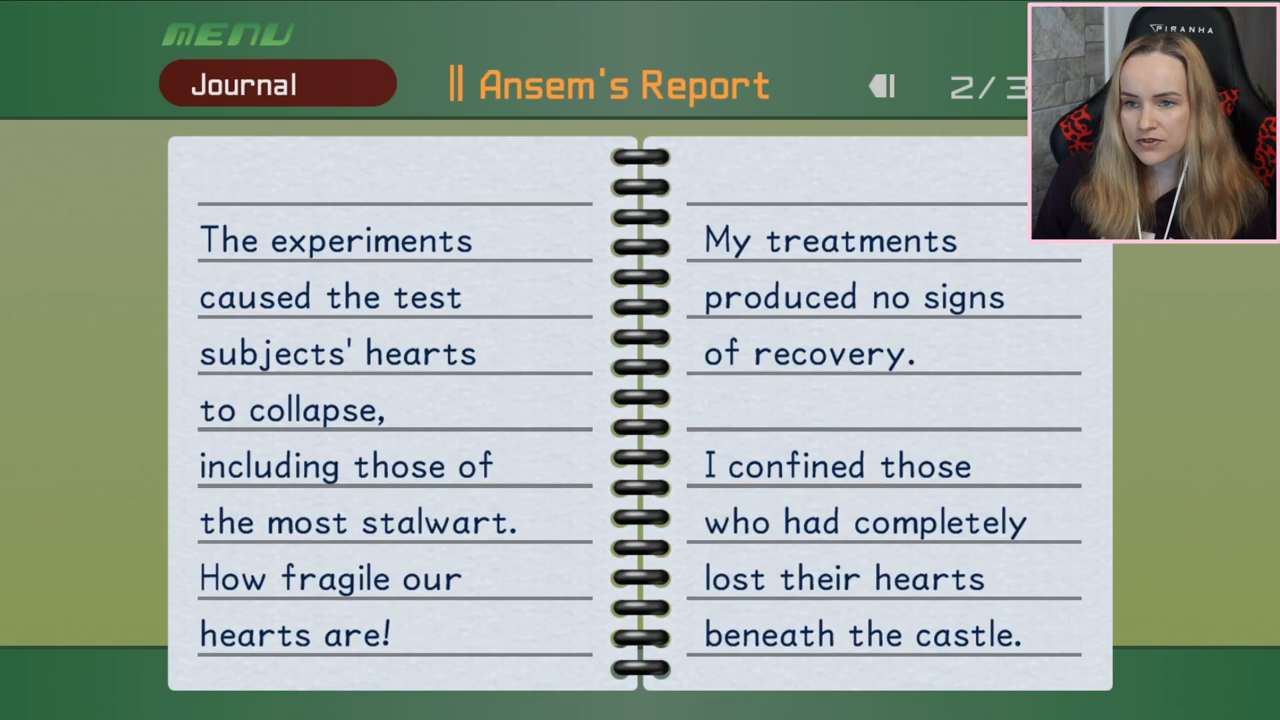 MENU
Journal
Ansem's Report
2/3
PIRANHA
The experiments
caused the test
subjects' hearts
to collapse,
including those of
the most stalwart.
How fragile our
hearts are!
My treatments
produced no signs
of recovery.
I confined those
who had completely
lost their hearts
beneath the castle.